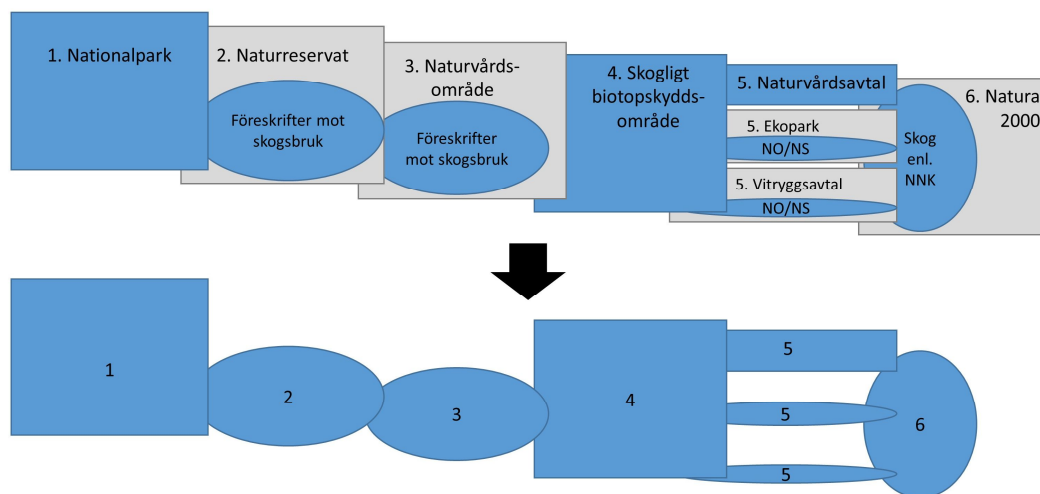 1. Nationalpark
2. Naturreservat
Föreskrifter mot
skogsbruk
3. Naturvårds-
område
Föreskrifter
mot skogsbruk
4. Skogligt
biotopskydds-
område
5. Naturvårdsavtal
5. Ekopark
NO/NS
5. Vitryggsavtal
NO/NS
Skog
enl.
NNK
6. Natura
2000
1
2
3
4
5
5
5
6